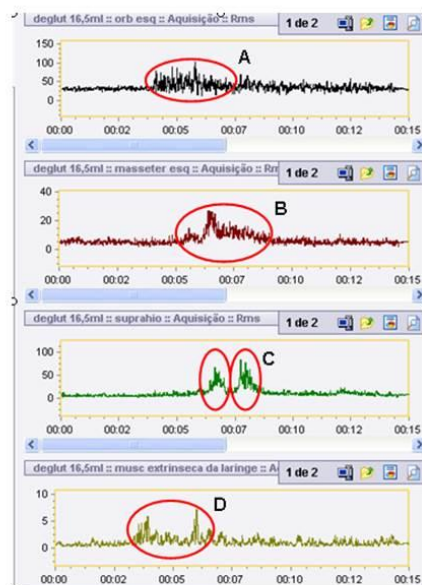 deglut 16,5ml :: orb esq :: Aquisição :: Rms 1 de 2
A
150
100
50
0
00:00 00:02 00:05 00:07 00:10 00:12 00:15
deglut 16,5ml :: masseter esq :: Aquisição :: Rm 1 de 2
B
40
20
0
00:00 00:02 00:05 00:07 00:10 00:12 00:15
deglut 16,5ml :: suprahio :: Aquisição :: Rms 1 de 2
C
100
50
0
00:00 00:02 00:05 00:07 00:10 00:12 00:15
deglut 16,5ml :: musc extrinseca da laringe :: A 1 de 2
D
10
5
0
00:00 00:02 00:05 00:07 00:10 00:12 00:15